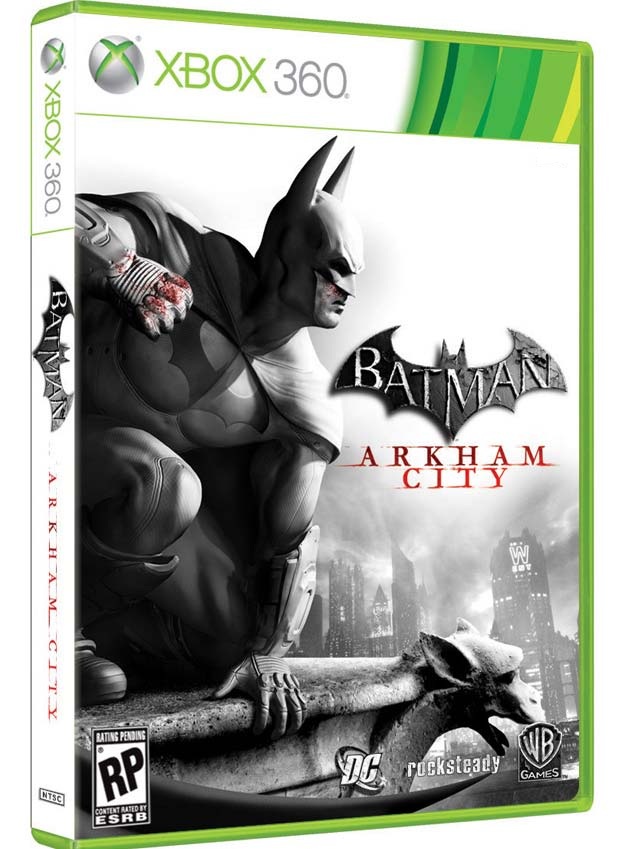 XBOX 360
XBOX 360
BATMAN
ARKHAM
CITY
BATMAN
ARKHAM CITY
W
RATING PENDING
RP
CONTENT RATED BY
ESRB
NTSC
DC
rocksteady
WB
GAMES